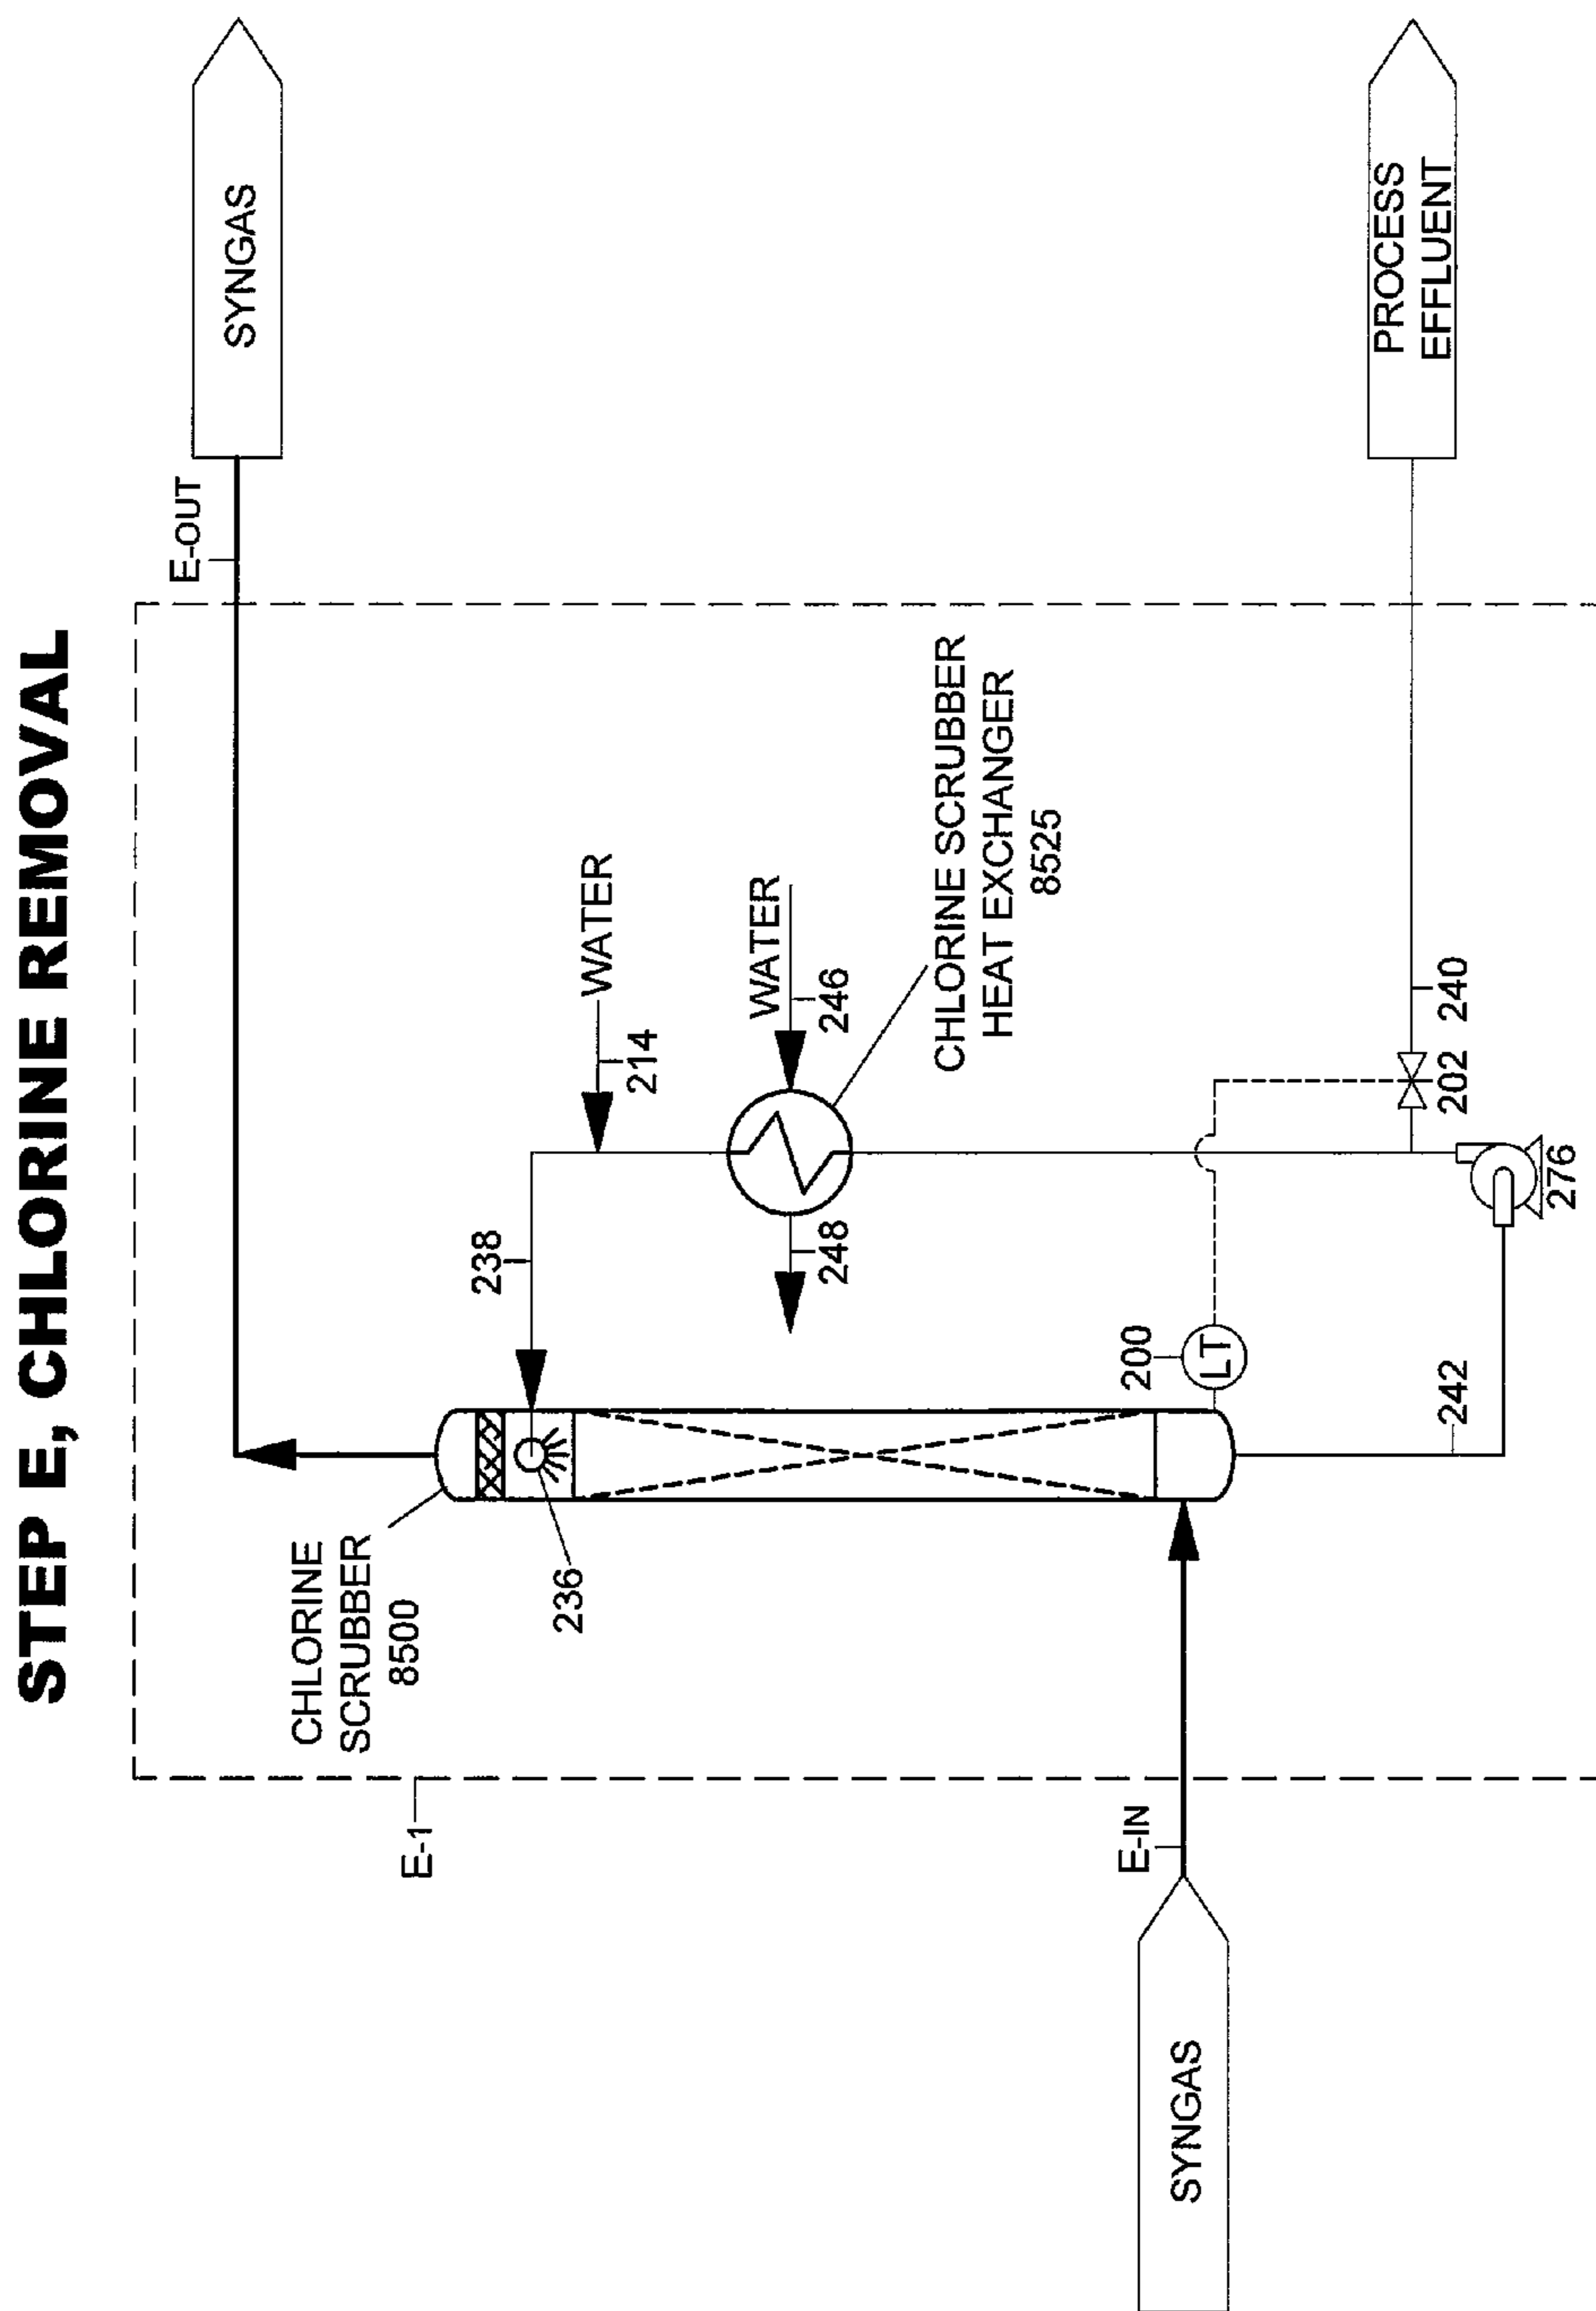 STEP E, CHLORINE REMOVAL
E-1
CHLORINE
SCRUBBER
8500
236
238
E-OUT
SYNGAS
WATER
214
WATER
246
248
CHLORINE SCRUBBER
HEAT EXCHANGER
8525
SYNGAS
E-IN
200
LT
242
276
202
240
PROCESS
EFFLUENT